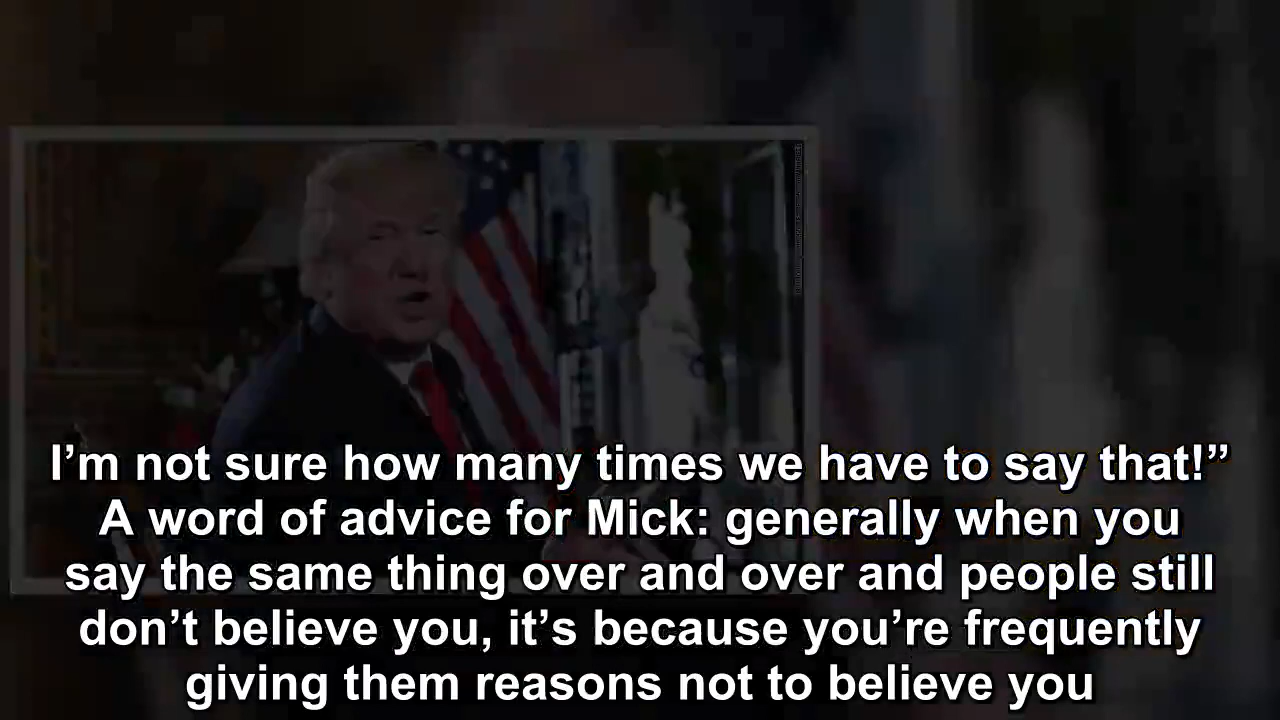 I’m not sure how many times we have to say that!”
A word of advice for Mick: generally when you
say the same thing over and over and people still
don’t believe you, it’s because you’re frequently
giving them reasons not to believe you